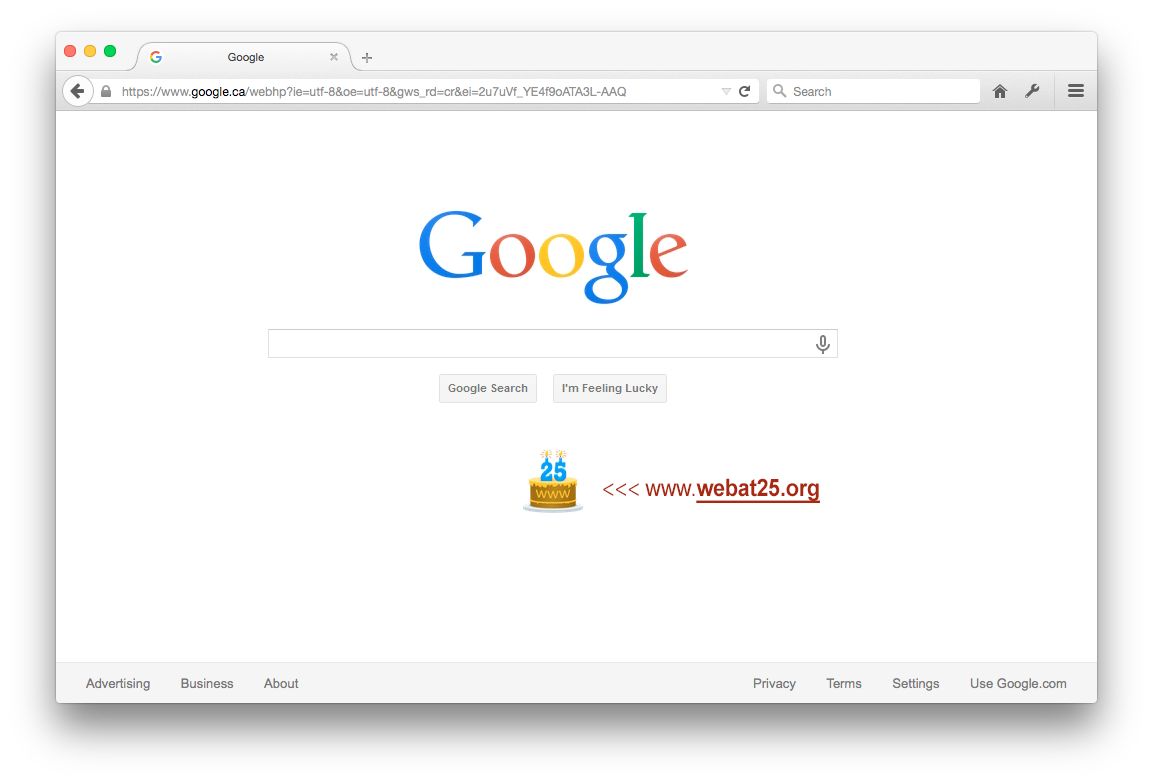 Google
https://www.google.ca/webhp?ie=utf-8&oe=utf-8&gws_rd=cr&ei=2u7uVf_YE4f9oATA3L-AAQ
Search
Google
Google Search
I'm Feeling Lucky
25
WWW
<<< www.webat25.org
Advertising
Business
About
Privacy
Terms
Settings
Use Google.com